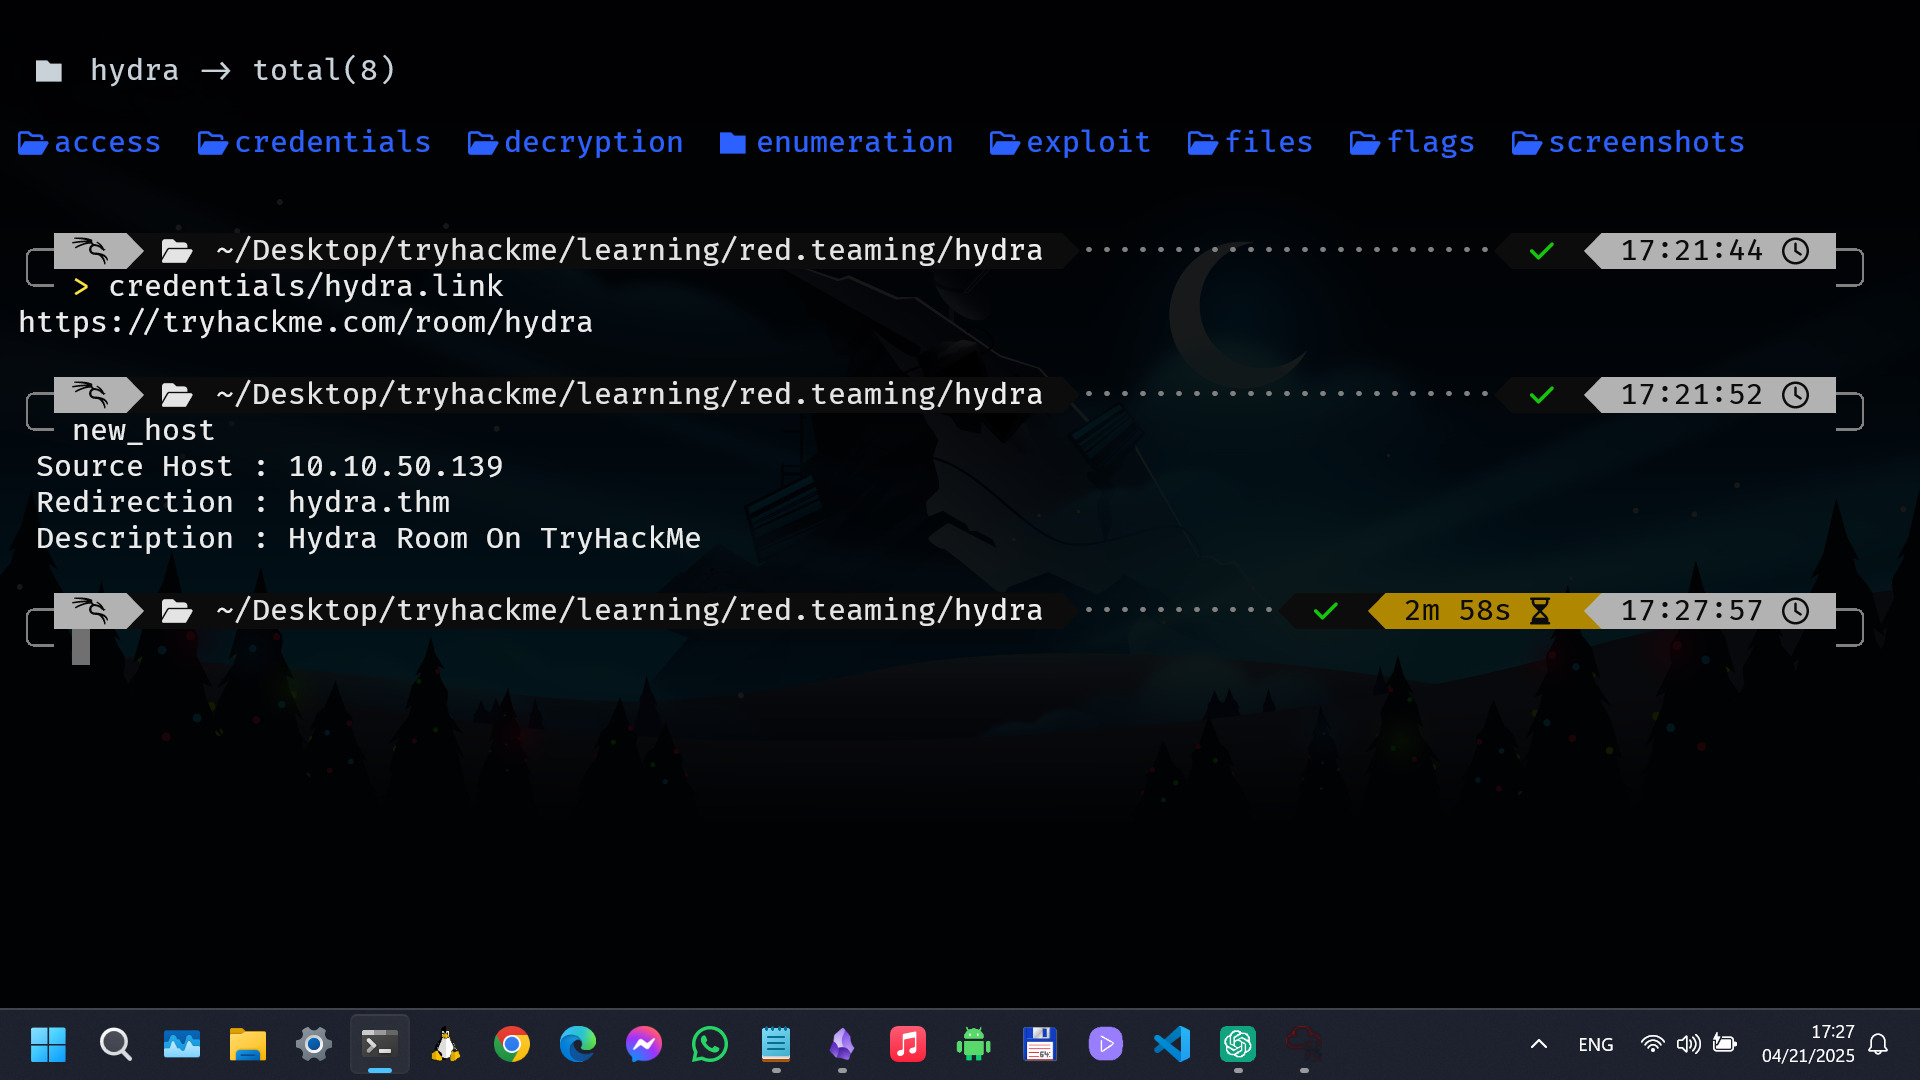 hydra → total(8)
access credentials decryption enumeration exploit files flags screenshots
~/Desktop/tryhackme/learning/red.teaming/hydra 17:21:44
> credentials/hydra.link
https://tryhackme.com/room/hydra
~/Desktop/tryhackme/learning/red.teaming/hydra 17:21:52
new_host
Source Host : 10.10.50.139
Redirection : hydra.thm
Description : Hydra Room On TryHackMe
~/Desktop/tryhackme/learning/red.teaming/hydra 2m 58s 17:27:57
64
ENG
17:27
04/21/2025